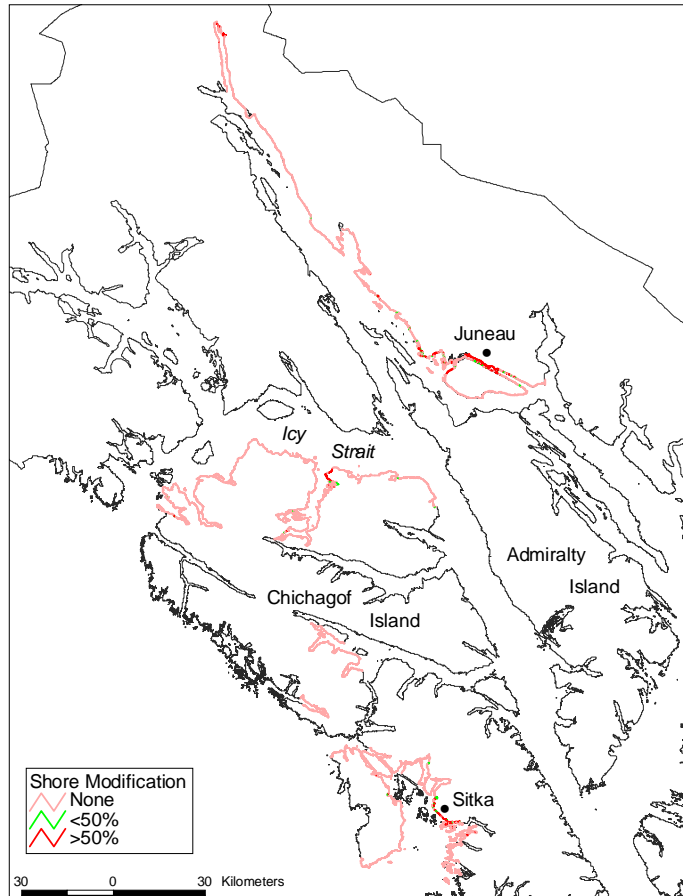 Juneau
Icy
Strait
Admiralty
Island
Chichagof
Island
Sitka
Shore Modification
None
<50%
>50%
30 0 30 Kilometers